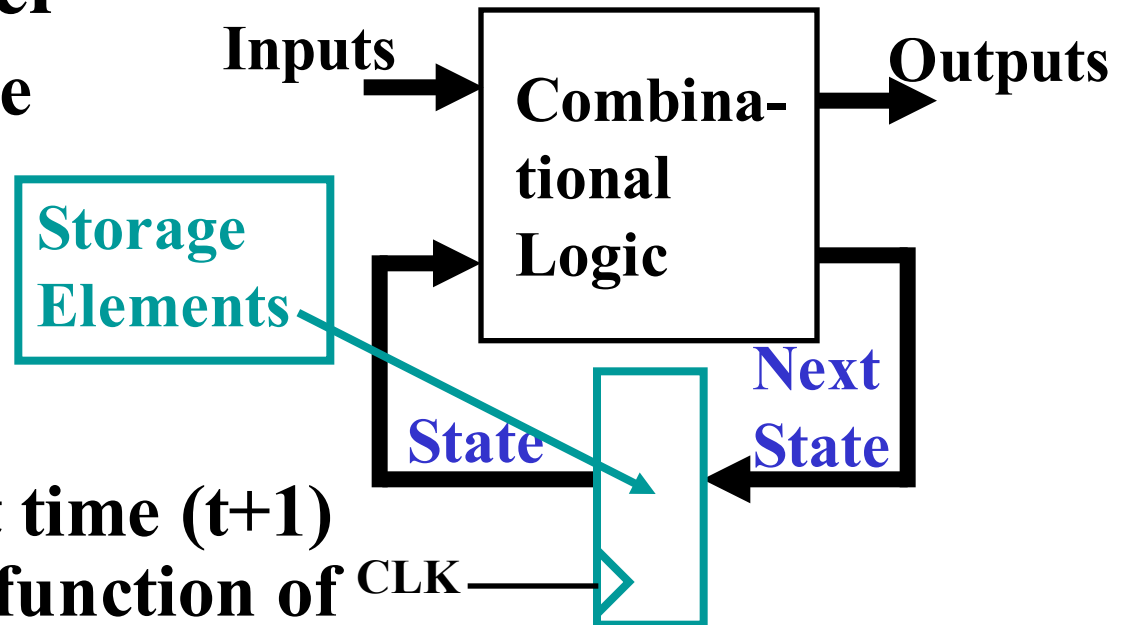 Inputs
Outputs
e
Combina-
tional
Logic
Storage
Elements
Next
State
State
t time (t+1)
function of
CLK